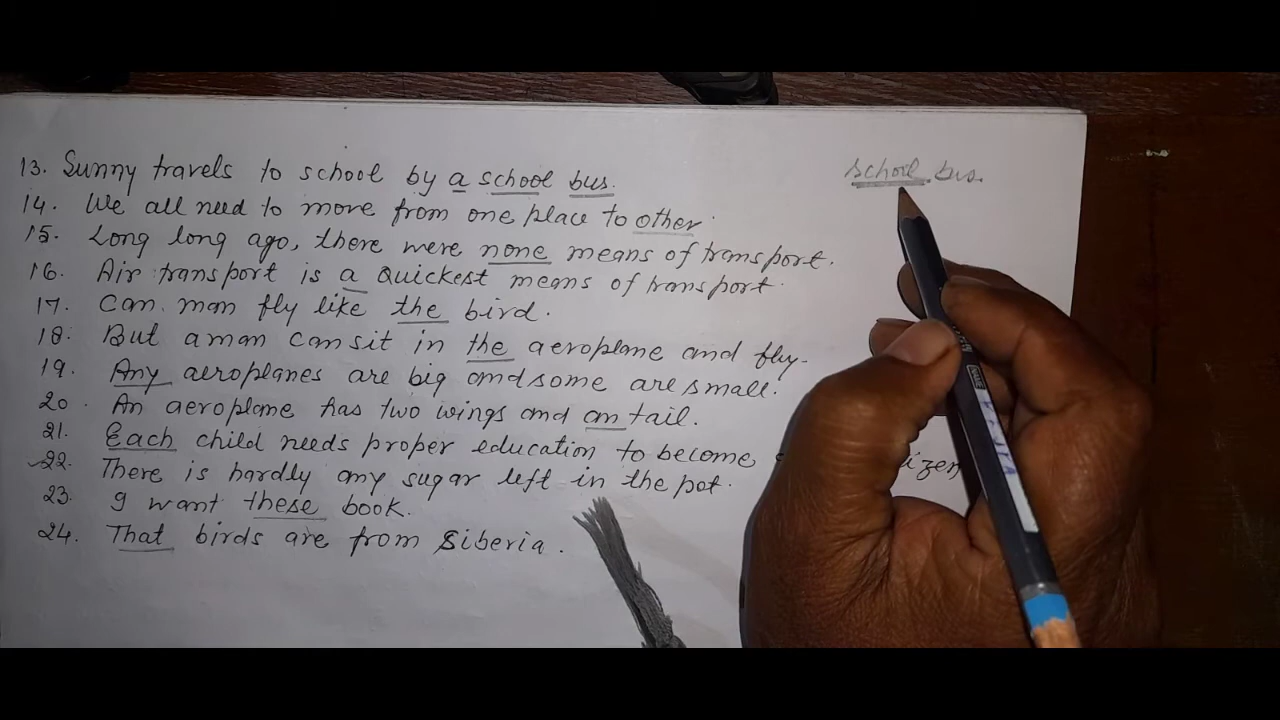 13. Sunny travels to school by a school bus.
school bus.
14. We all need to move from one place to other.
15. Long long ago, there were none means of transport.
16. Air transport is a quickest means of transport.
17. Can man fly like the bird.
18. But a man can sit in the aeroplane and fly.
19. Any aeroplanes are big and some are small.
20. An aeroplane has two wings and an tail.
21. Each child needs proper education to become
22. There is hardly any sugar left in the pot.
23. I want these book.
24. That birds are from Siberia.